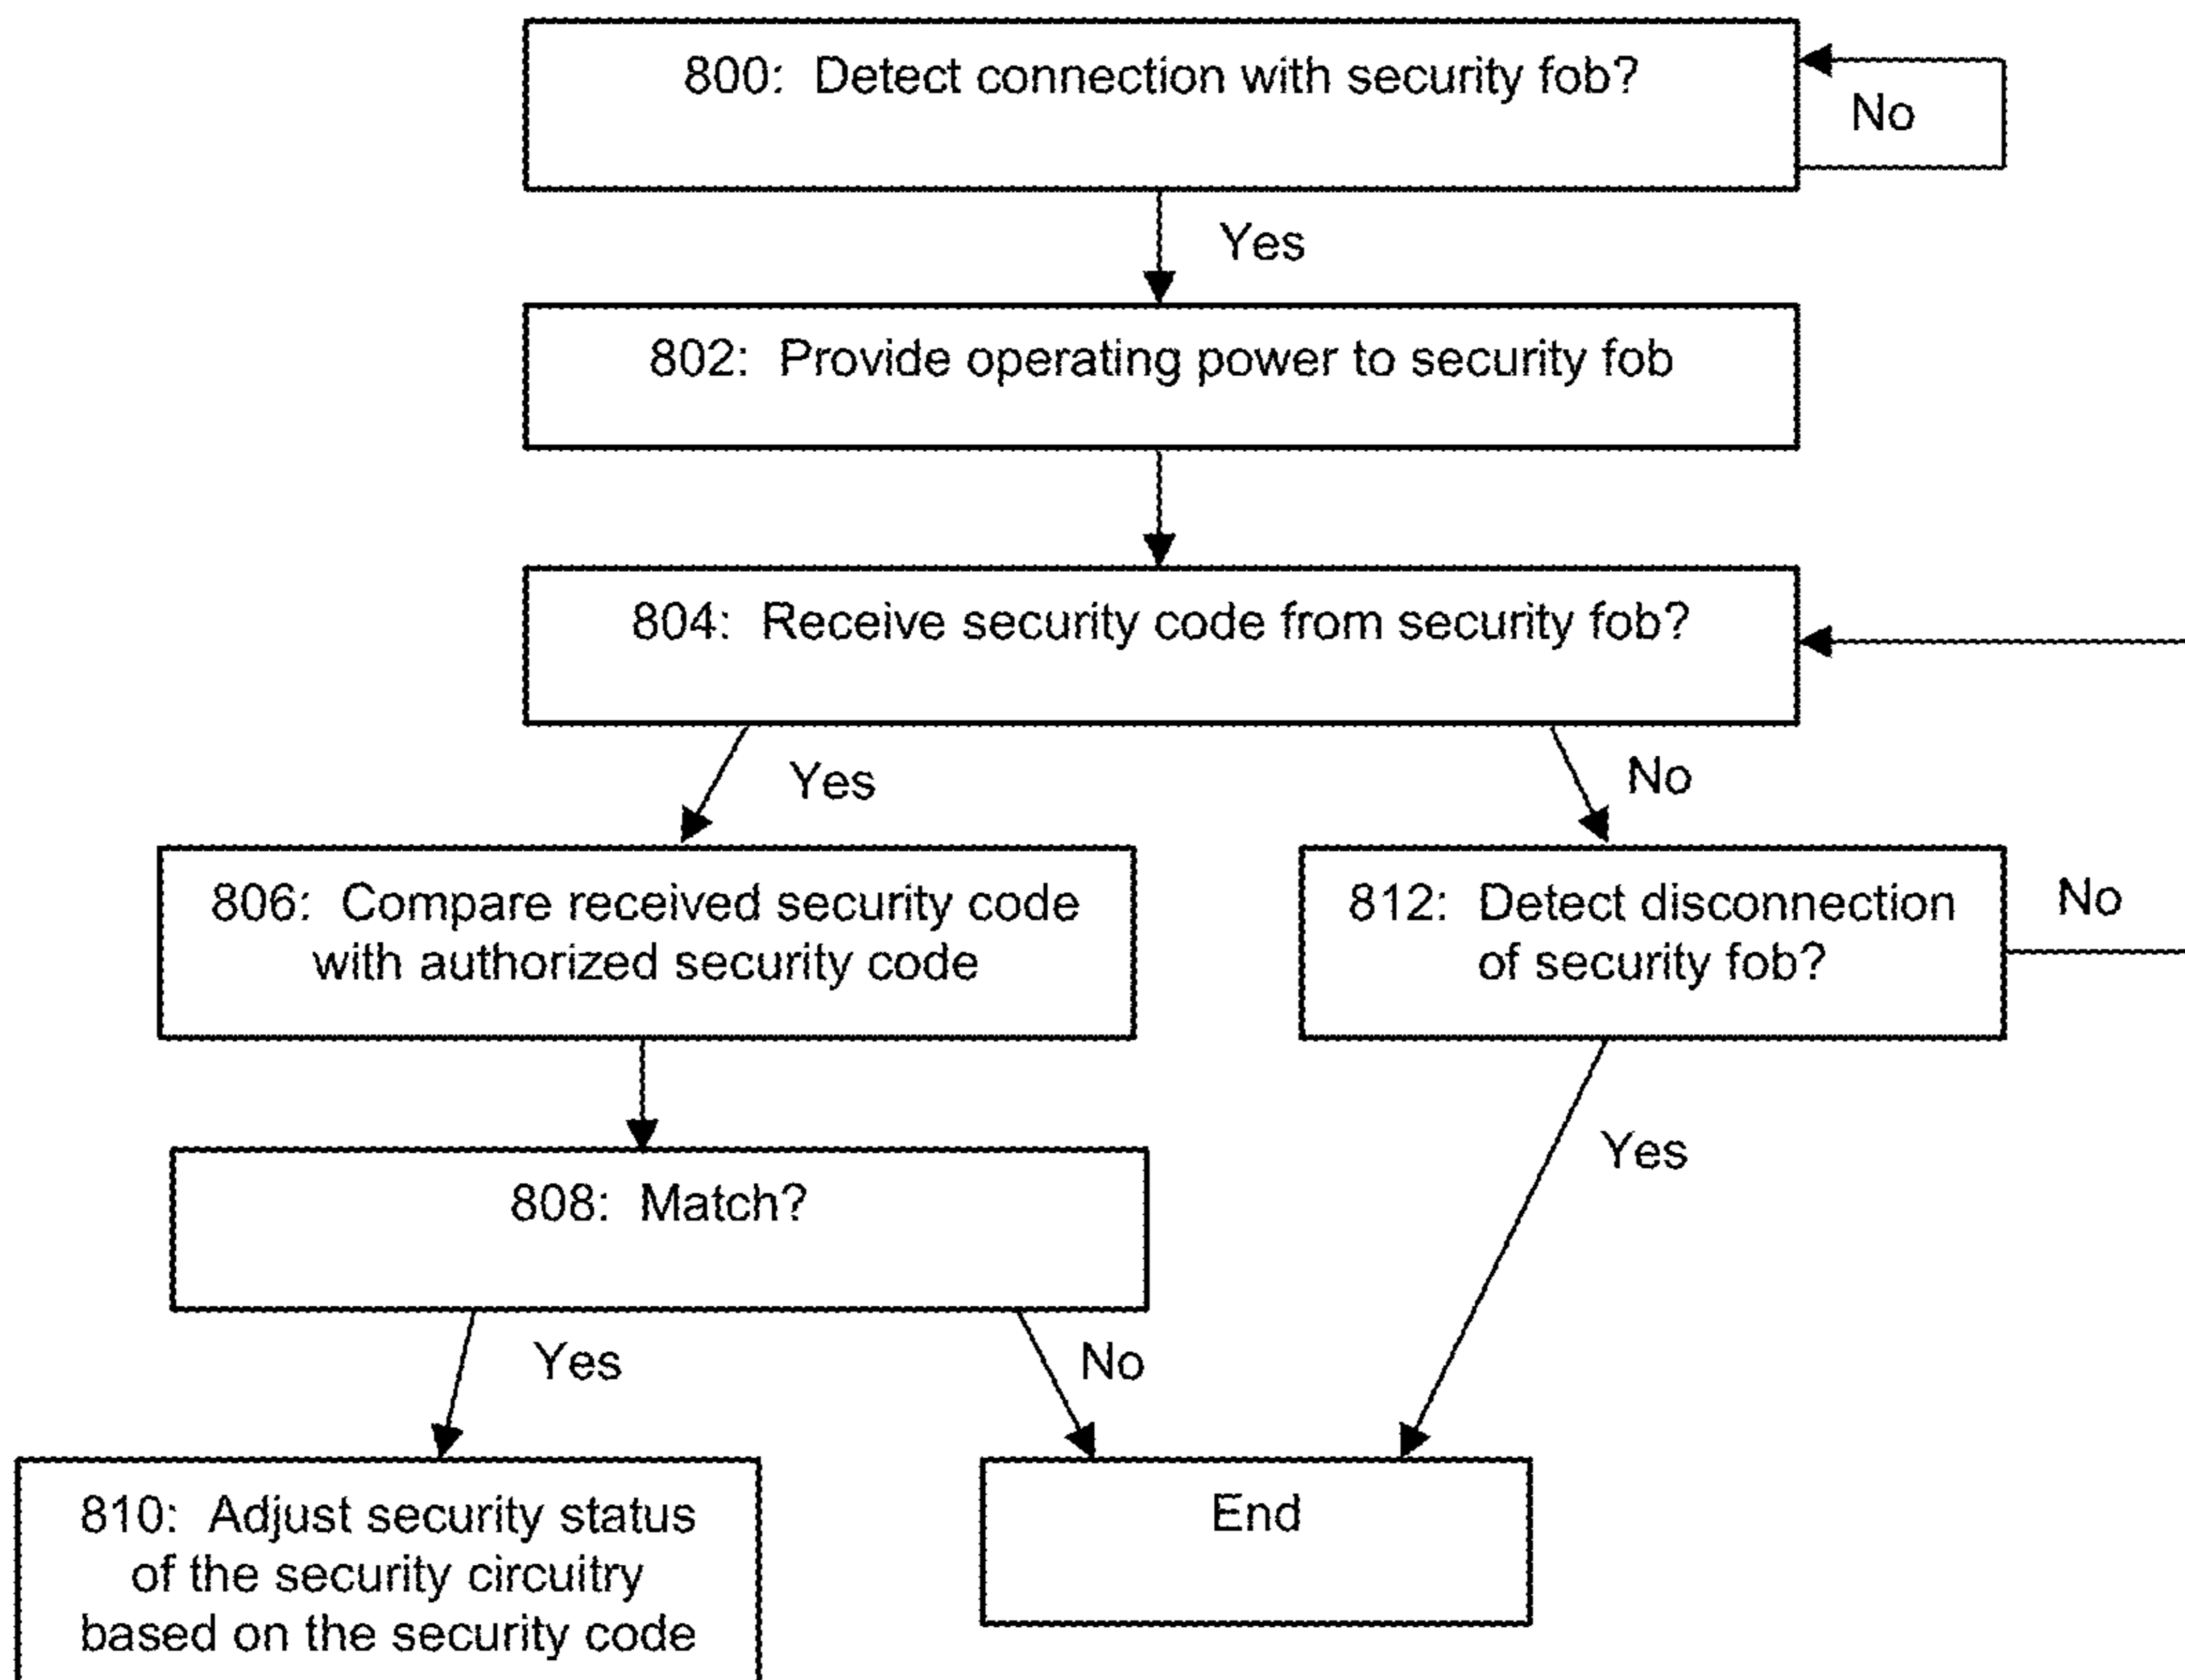 800: Detect connection with security fob?
No
Yes
802: Provide operating power to security fob
804: Receive security code from security fob?
Yes
No
806: Compare received security code
with authorized security code
812: Detect disconnection
of security fob?
No
808: Match?
Yes
Yes
No
810: Adjust security status
of the security circuitry
based on the security code
End